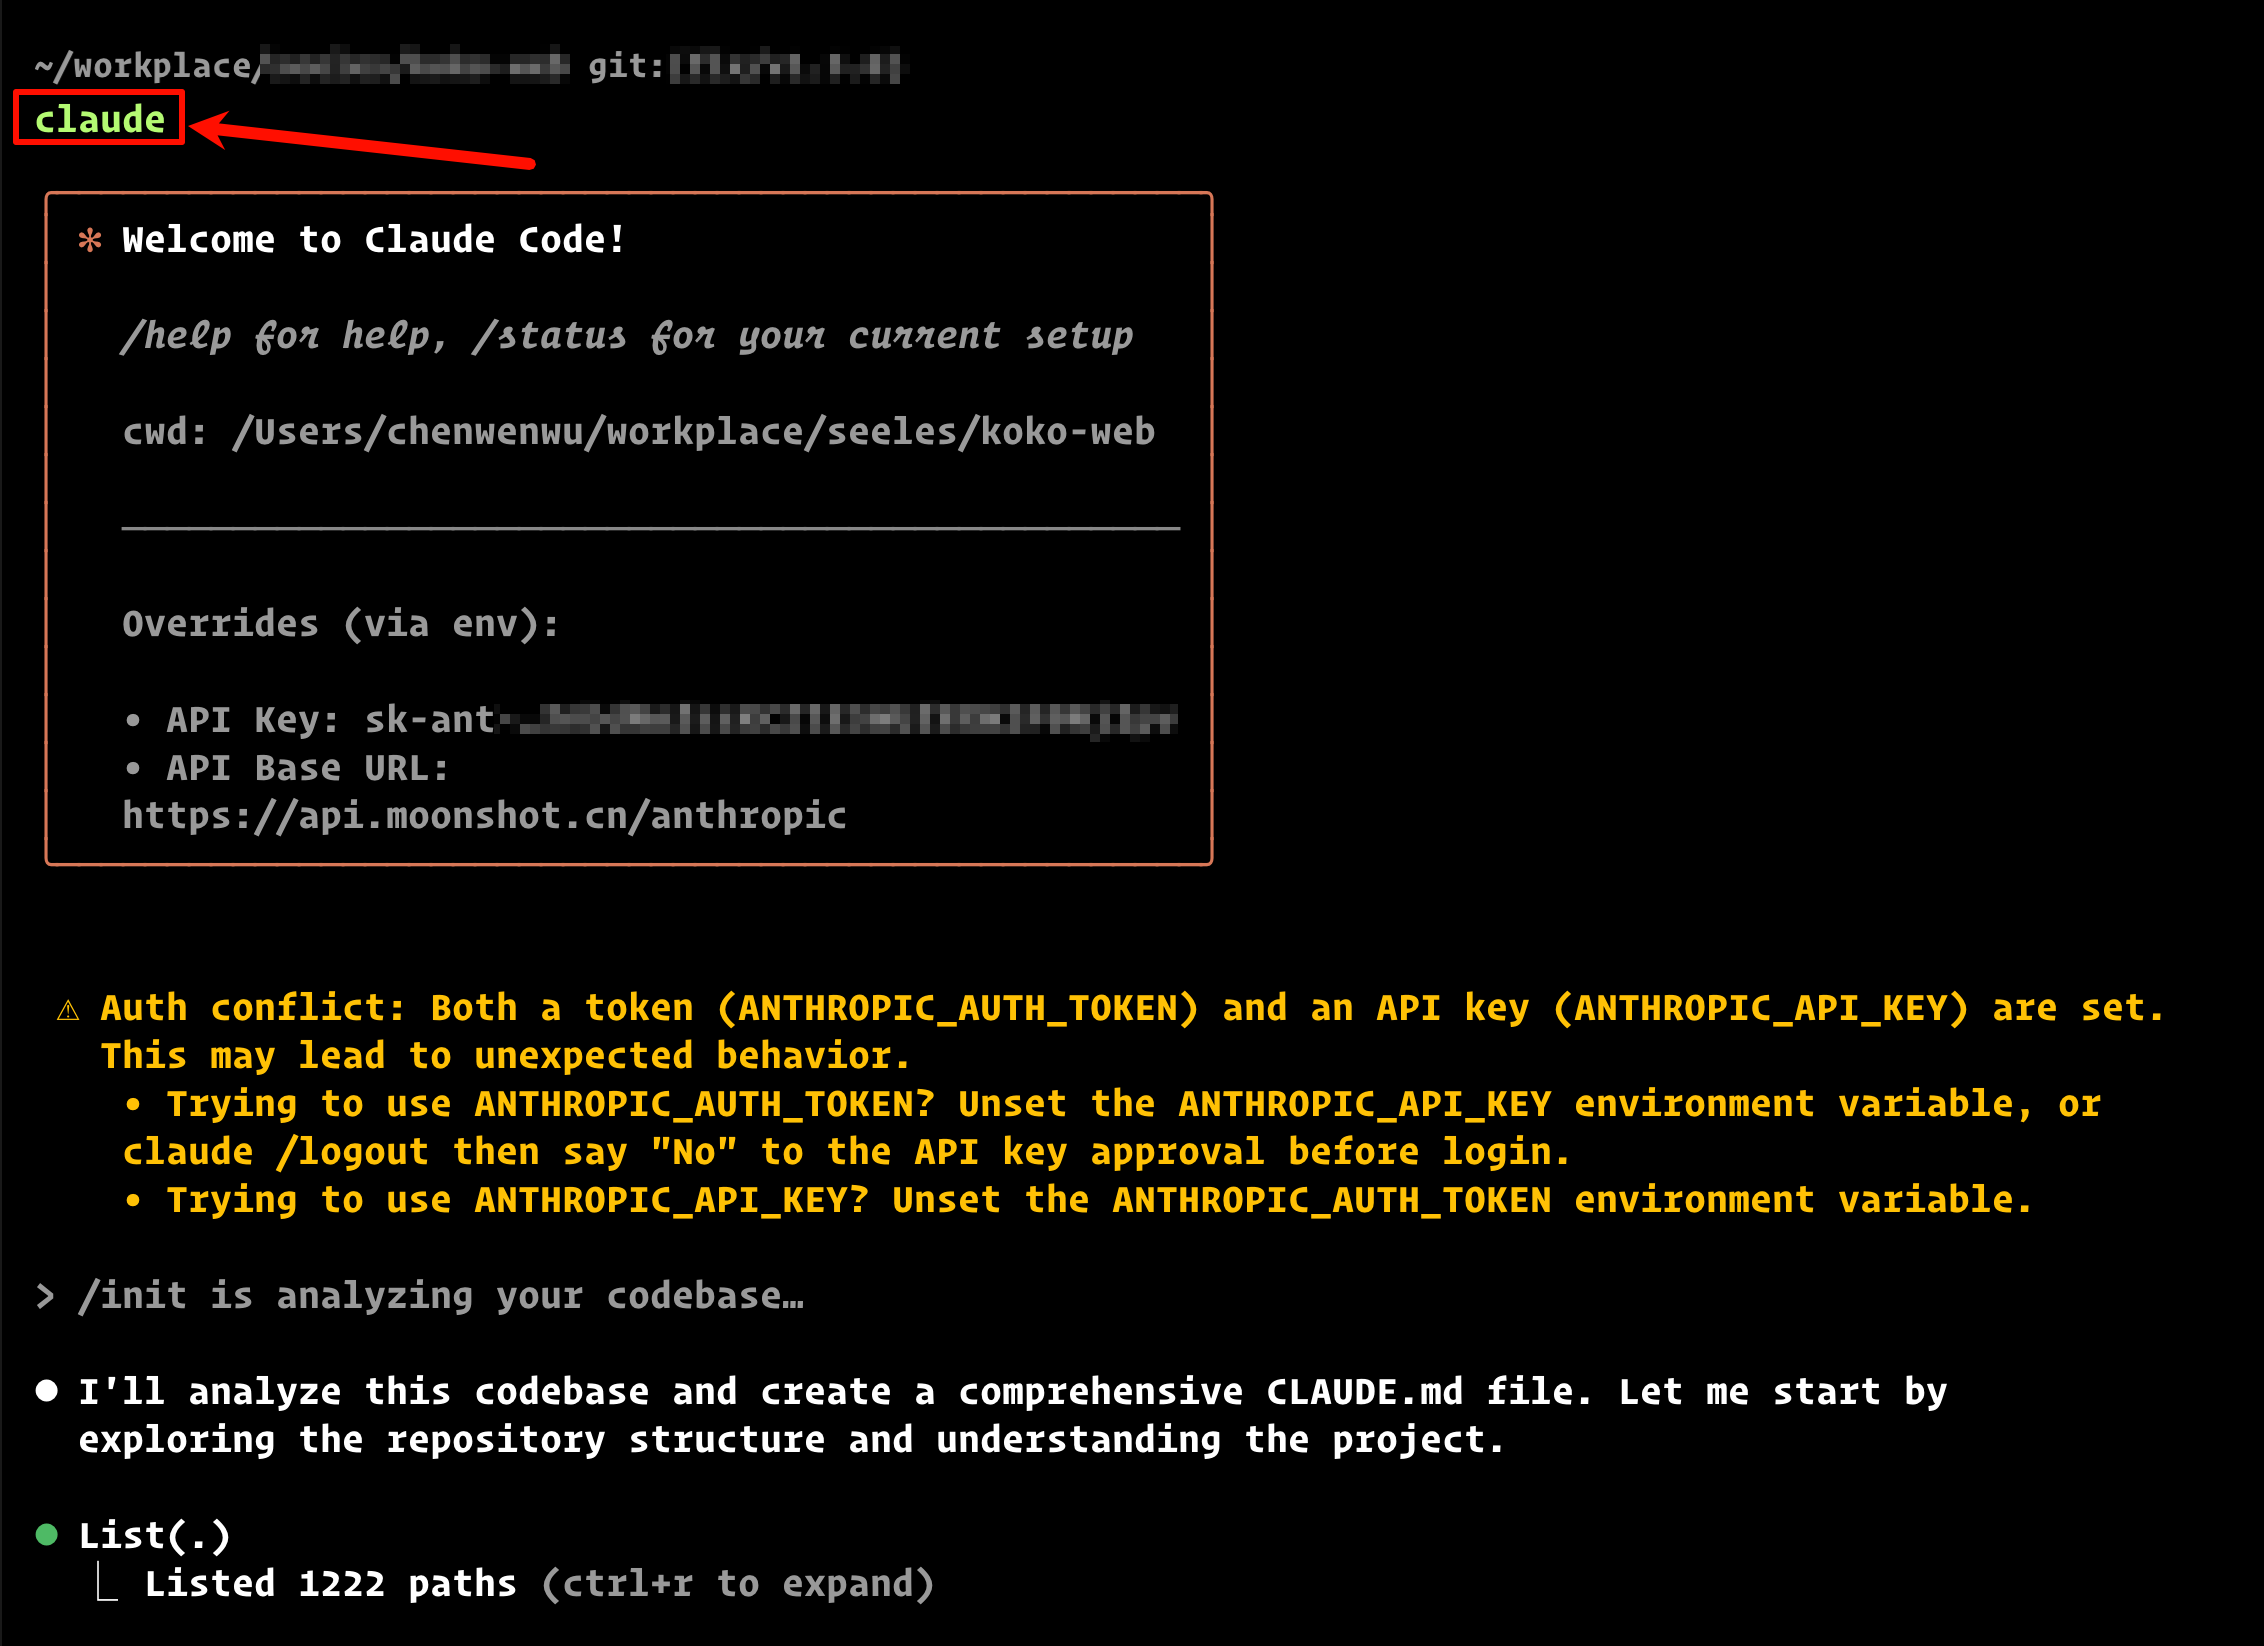 ~/workplace/ git:
claude
✻ Welcome to Claude Code!
/help for help, /status for your current setup
cwd: /Users/chenwenwu/workplace/seeles/koko-web
Overrides (via env):
• API Key: sk-ant
• API Base URL:
https://api.moonshot.cn/anthropic
⚠ Auth conflict: Both a token (ANTHROPIC_AUTH_TOKEN) and an API key (ANTHROPIC_API_KEY) are set.
This may lead to unexpected behavior.
• Trying to use ANTHROPIC_AUTH_TOKEN? Unset the ANTHROPIC_API_KEY environment variable, or
claude /logout then say "No" to the API key approval before login.
• Trying to use ANTHROPIC_API_KEY? Unset the ANTHROPIC_AUTH_TOKEN environment variable.
> /init is analyzing your codebase…
● I'll analyze this codebase and create a comprehensive CLAUDE.md file. Let me start by
exploring the repository structure and understanding the project.
● List(.)
⎿ Listed 1222 paths (ctrl+r to expand)